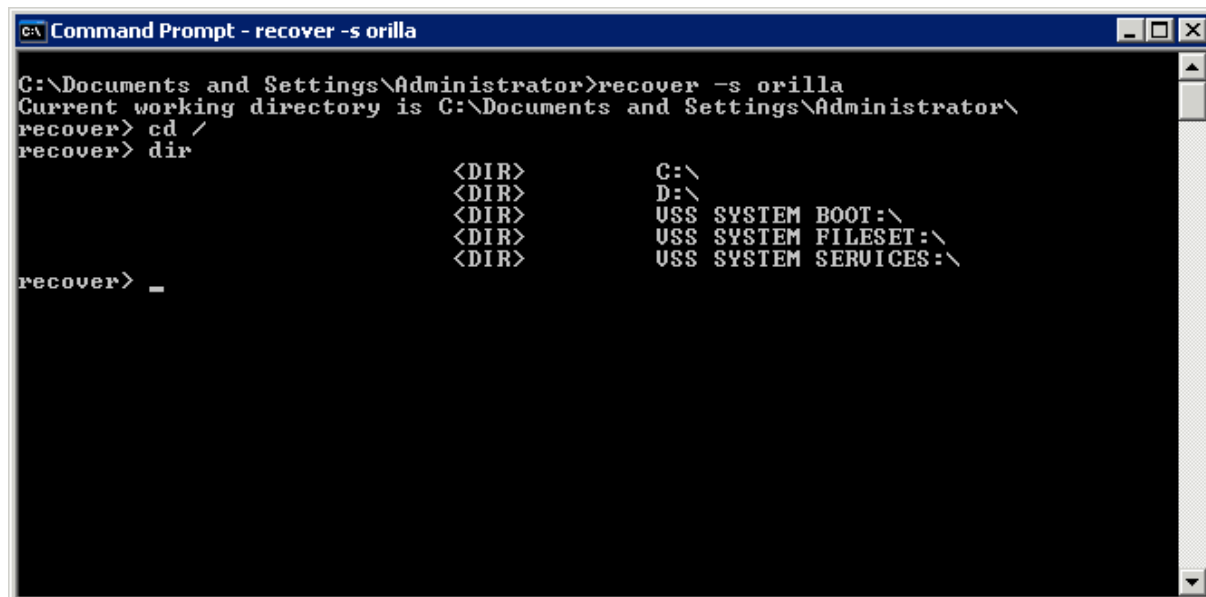 Command Prompt - recover -s orilla
C:\Documents and Settings\Administrator>recover -s orilla
Current working directory is C:\Documents and Settings\Administrator\
recover> cd /
recover> dir
<DIR> C:\
<DIR> D:\
<DIR> VSS SYSTEM BOOT:\
<DIR> VSS SYSTEM FILESET:\
<DIR> VSS SYSTEM SERVICES:\
recover> _